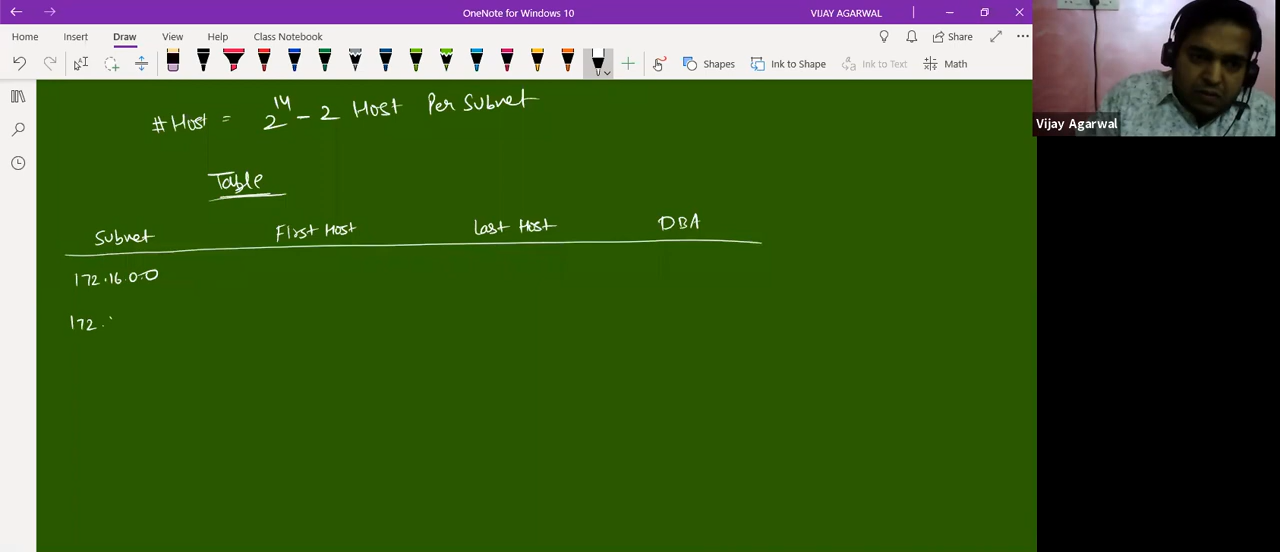 OneNote for Windows 10
VIJAY AGARWAL
Home Insert Draw View Help Class Notebook
Share
Shapes Ink to Shape Ink to Text Math
Vijay Agarwal
# Host = 2^14 - 2 Host Per Subnet
Table
Subnet First Host Last Host DBA
172.16.0.0
172.